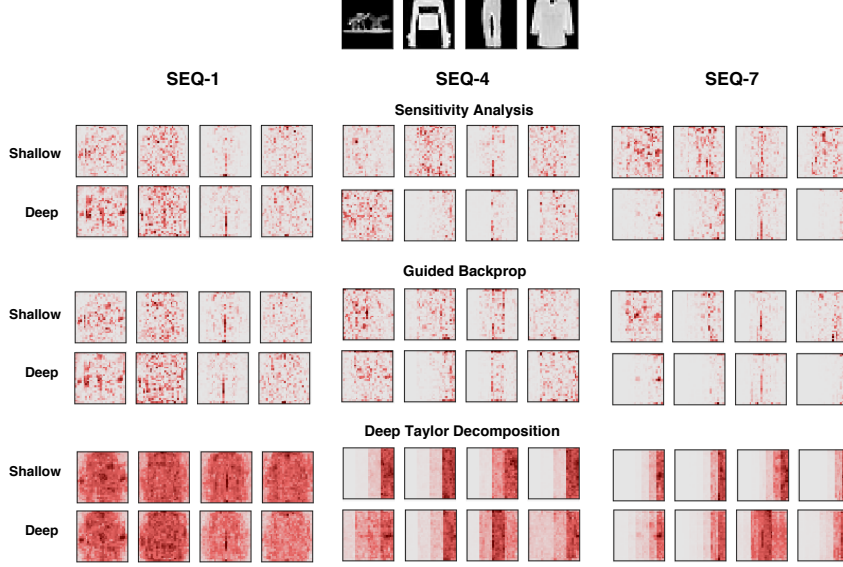 SEQ-1 SEQ-4 SEQ-7
Sensitivity Analysis
Shallow
Deep
Guided Backprop
Shallow
Deep
Deep Taylor Decomposition
Shallow
Deep